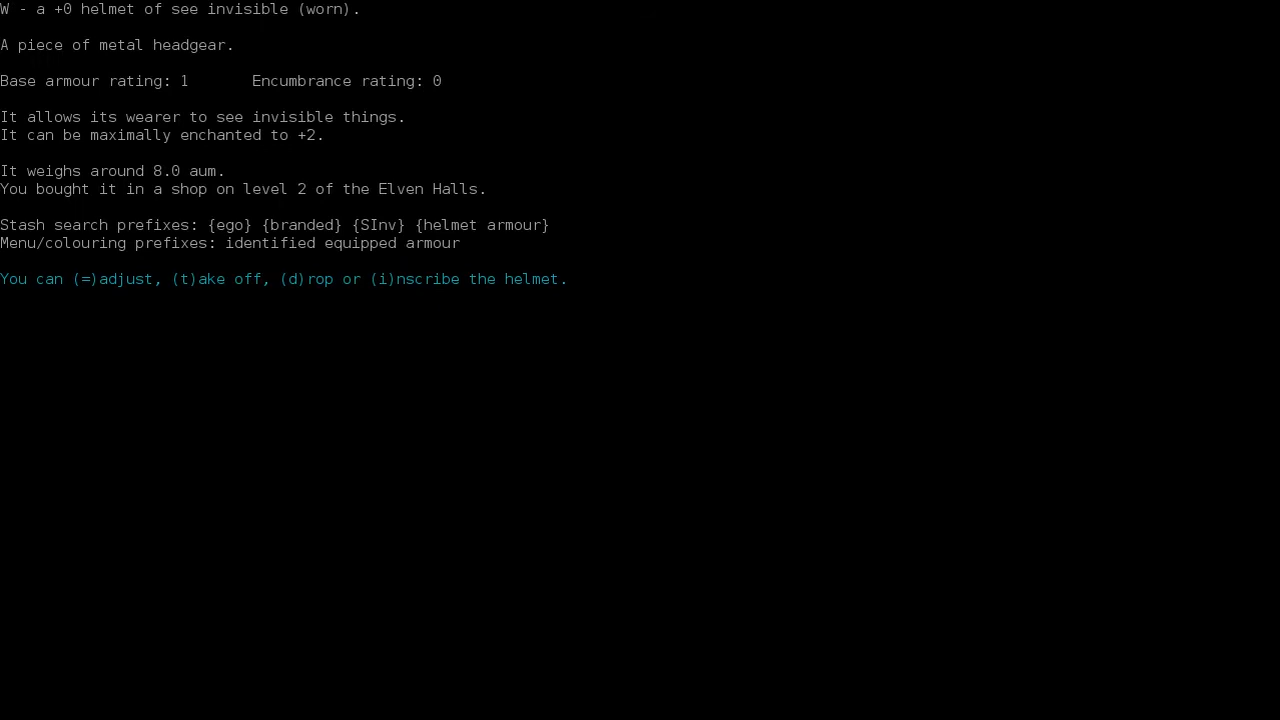 W - a +0 helmet of see invisible (worn).
A piece of metal headgear.
Base armour rating: 1       Encumbrance rating: 0
It allows its wearer to see invisible things.
It can be maximally enchanted to +2.
It weighs around 8.0 aum.
You bought it in a shop on level 2 of the Elven Halls.
Stash search prefixes: {ego} {branded} {SInv} {helmet armour}
Menu/colouring prefixes: identified equipped armour
You can (=)adjust, (t)ake off, (d)rop or (i)nscribe the helmet.